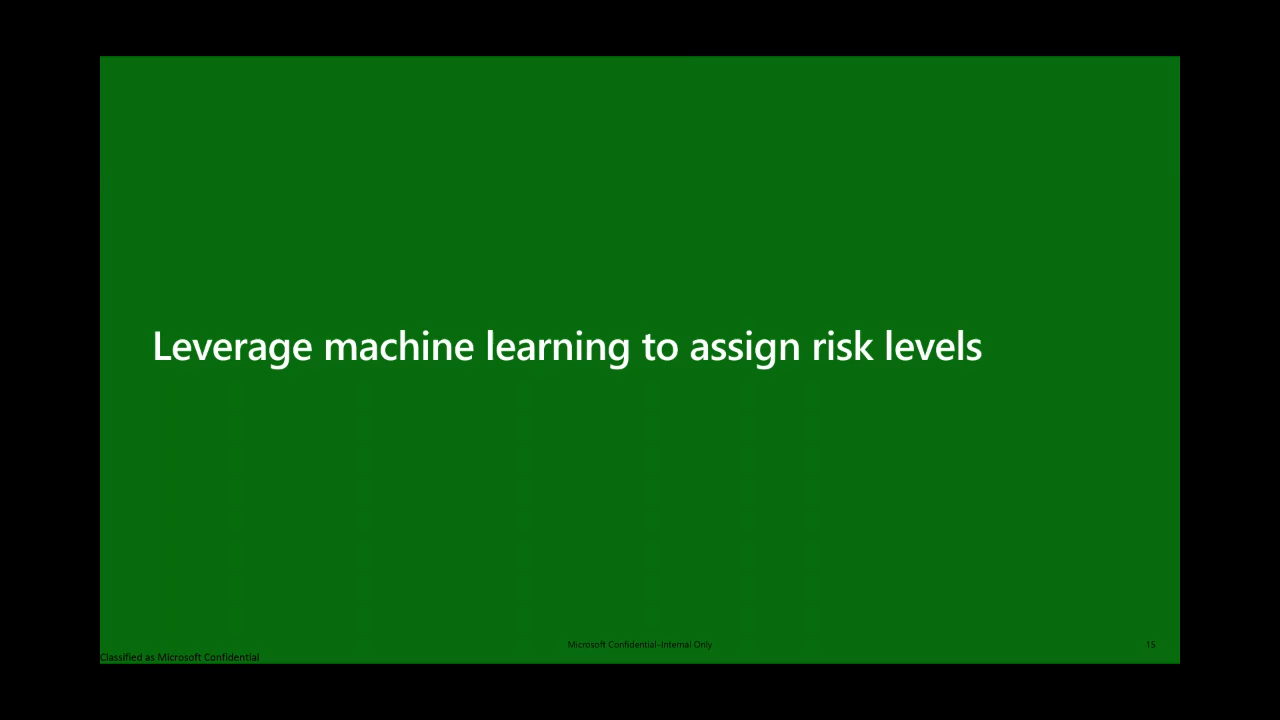 Leverage machine learning to assign risk levels
Microsoft Confidential–Internal Only
15
Classified as Microsoft Confidential